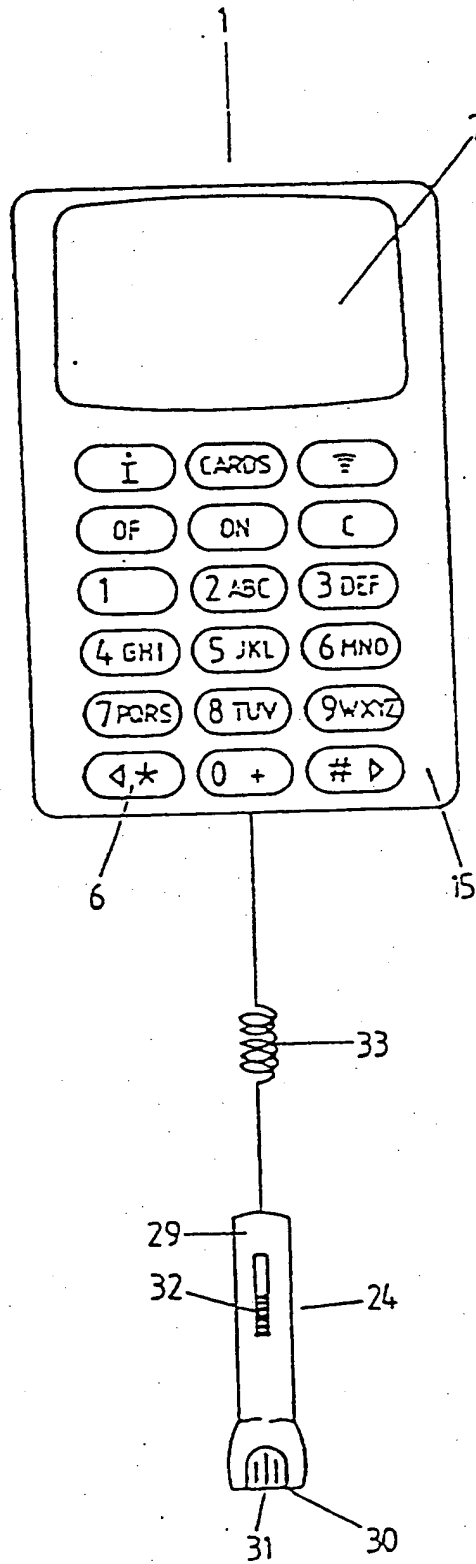 1
i CARDS
OF ON C
1 2 ABC 3 DEF
4 GHI 5 JKL 6 MNO
7 PQRS 8 TUV 9 WXYZ
◁,* 0 + # ▷
6 15
33
29
32 24
31 30